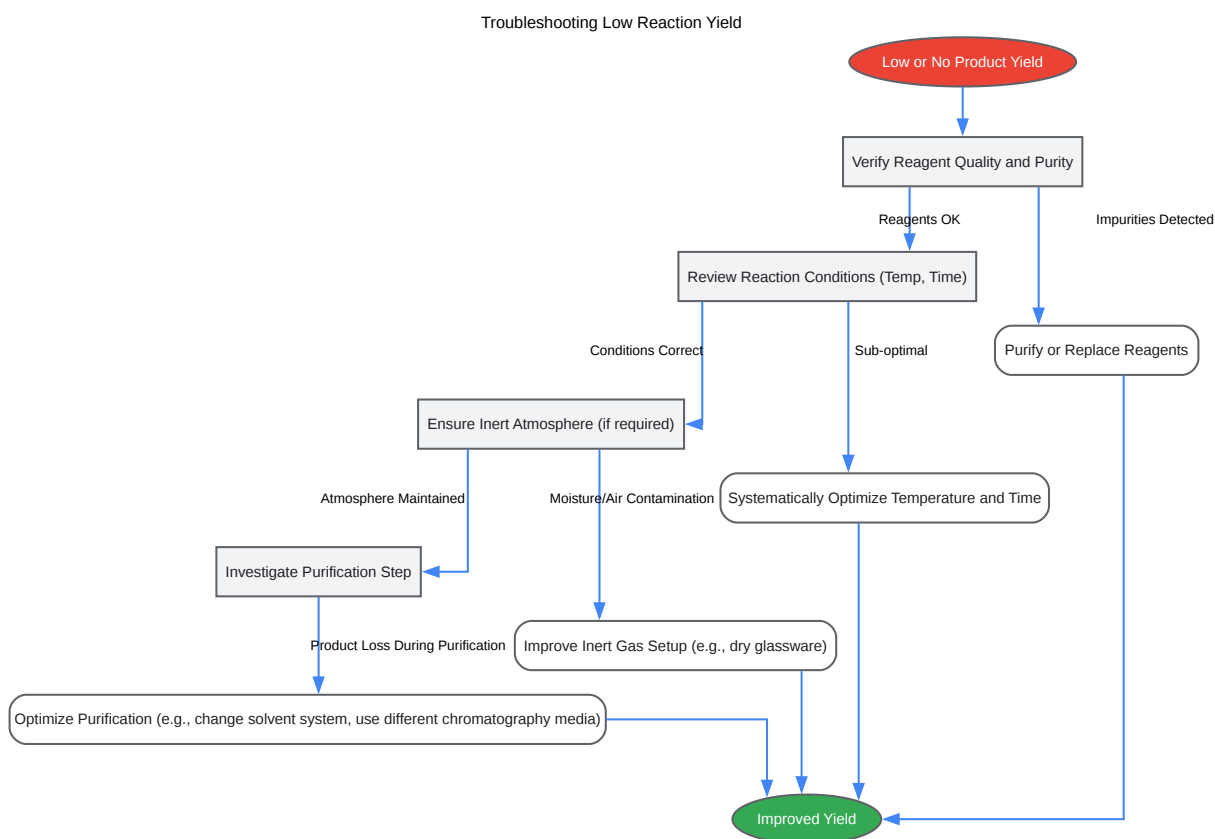 Troubleshooting Low Reaction Yield
Low or No Product Yield
Verify Reagent Quality and Purity
Reagents OK
Impurities Detected
Review Reaction Conditions (Temp, Time)
Conditions Correct
Sub-optimal
Purify or Replace Reagents
Ensure Inert Atmosphere (if required)
Atmosphere Maintained
Moisture/Air Contamination
Systematically Optimize Temperature and Time
Investigate Purification Step
Product Loss During Purification
Improve Inert Gas Setup (e.g., dry glassware)
Optimize Purification (e.g., change solvent system, use different chromatography media)
Improved Yield